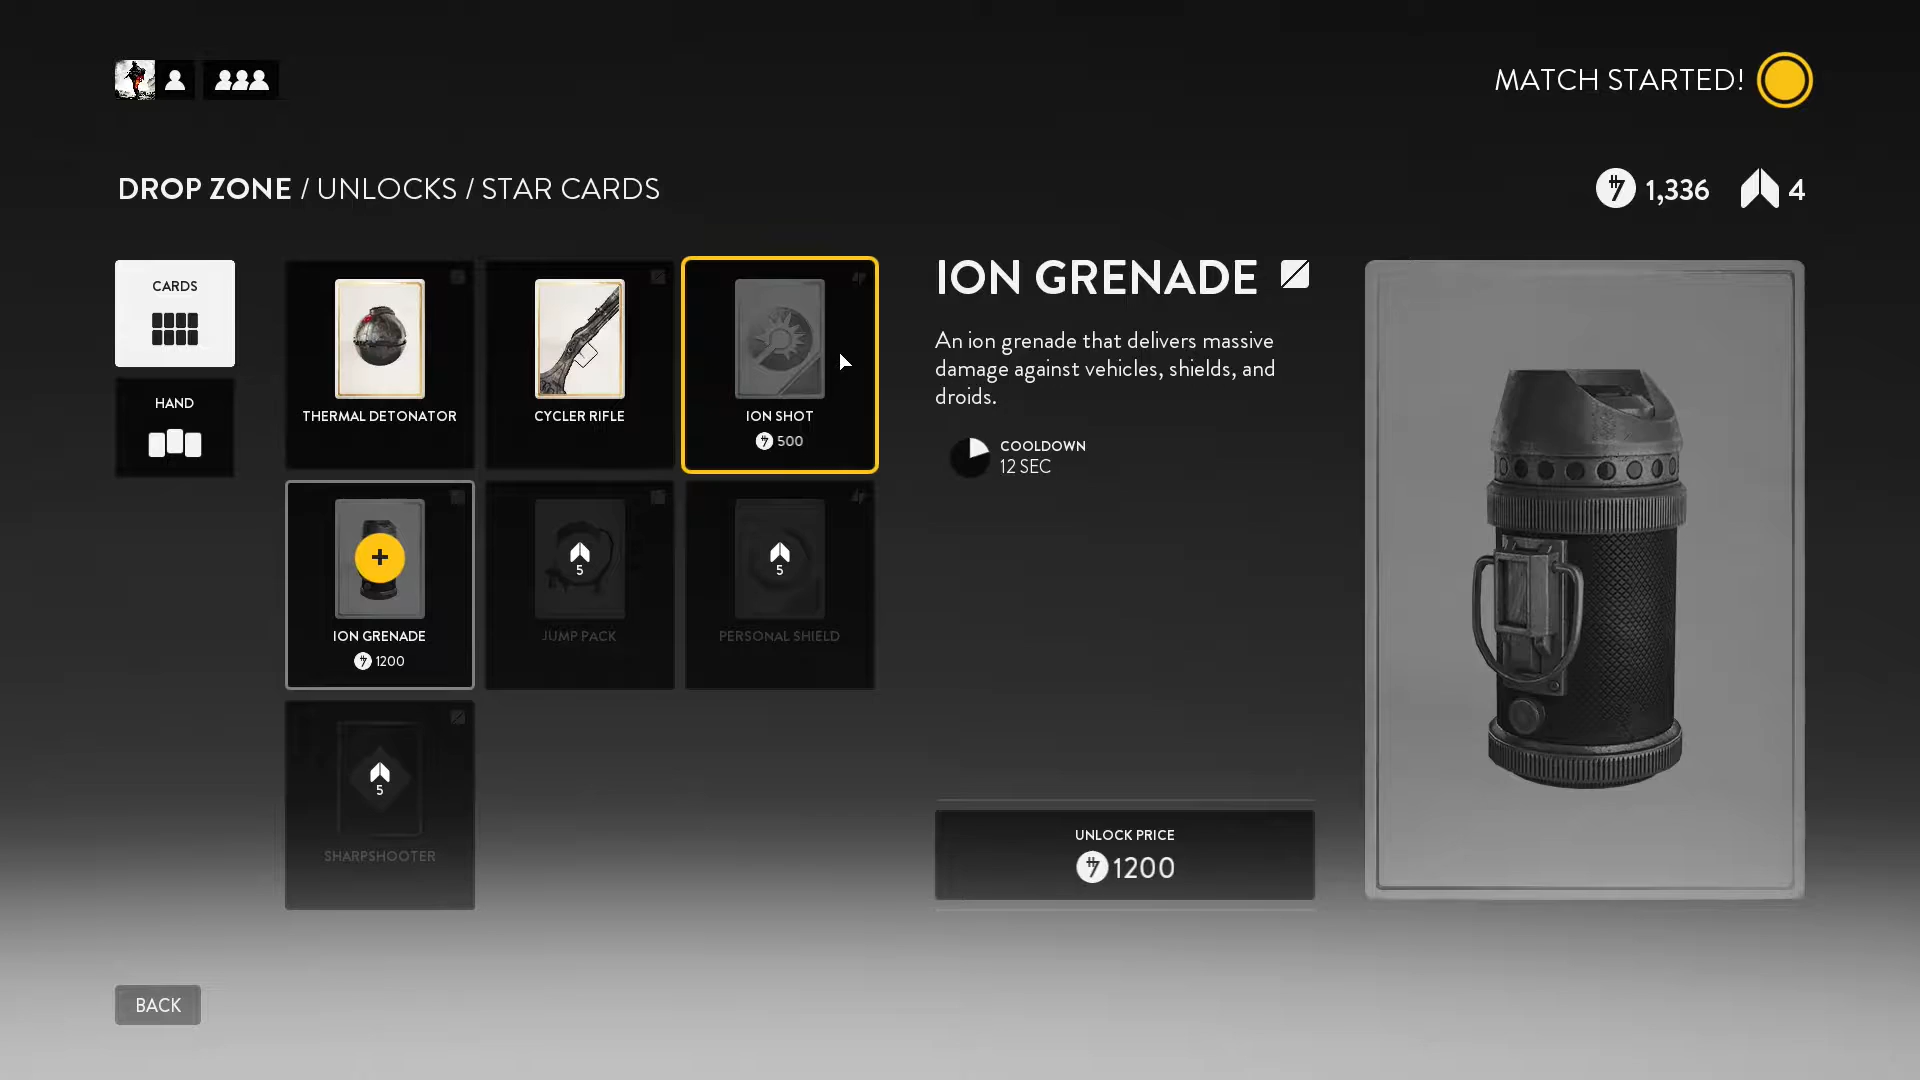 MATCH STARTED!
DROP ZONE / UNLOCKS / STAR CARDS
1,336
4
CARDS
HAND
THERMAL DETONATOR
CYCLER RIFLE
ION SHOT
500
+
ION GRENADE
1200
5
JUMP PACK
5
PERSONAL SHIELD
5
SHARPSHOOTER
ION GRENADE
An ion grenade that delivers massive
damage against vehicles, shields, and
droids.
COOLDOWN
12 SEC
UNLOCK PRICE
1200
BACK